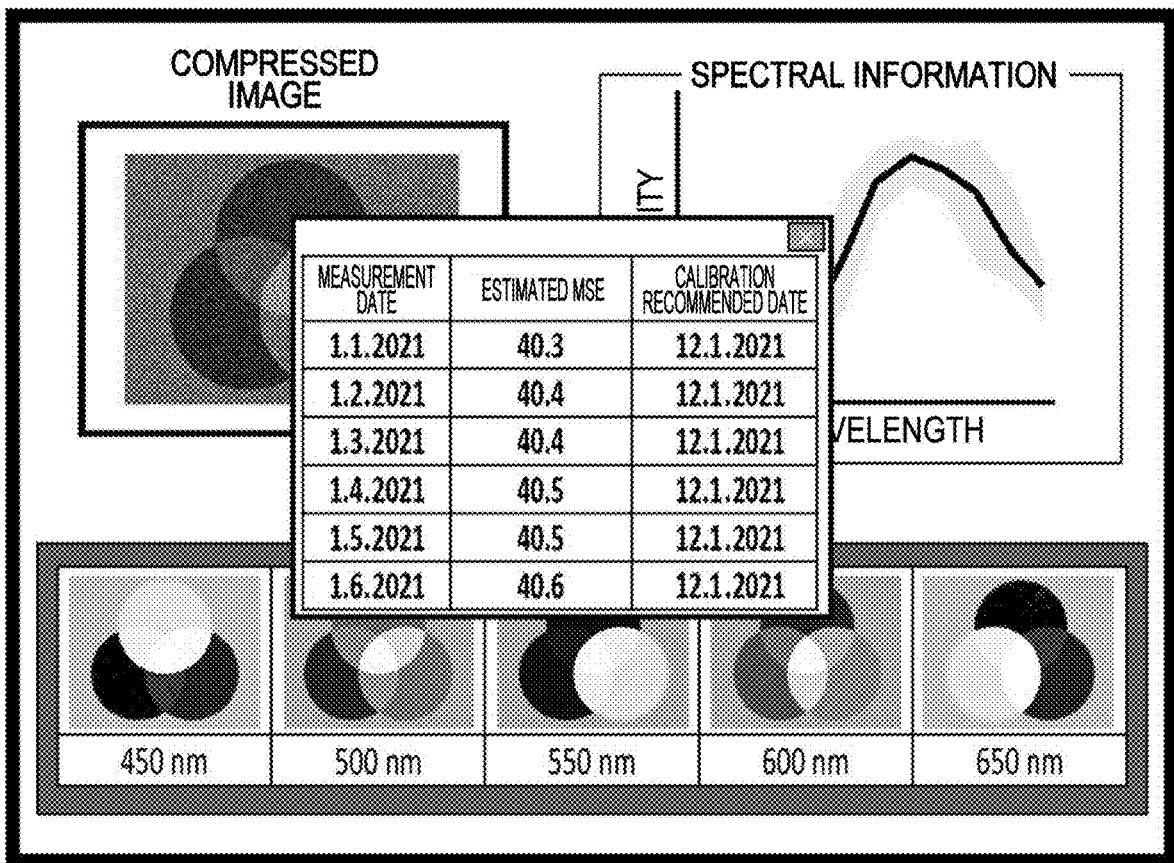 COMPRESSED
IMAGE
SPECTRAL INFORMATION
ITY
VELENGTH
MEASUREMENT
DATE
ESTIMATED MSE
CALIBRATION
RECOMMENDED DATE
1.1.2021 40.3 12.1.2021
1.2.2021 40.4 12.1.2021
1.3.2021 40.4 12.1.2021
1.4.2021 40.5 12.1.2021
1.5.2021 40.5 12.1.2021
1.6.2021 40.6 12.1.2021
450 nm 500 nm 550 nm 600 nm 650 nm